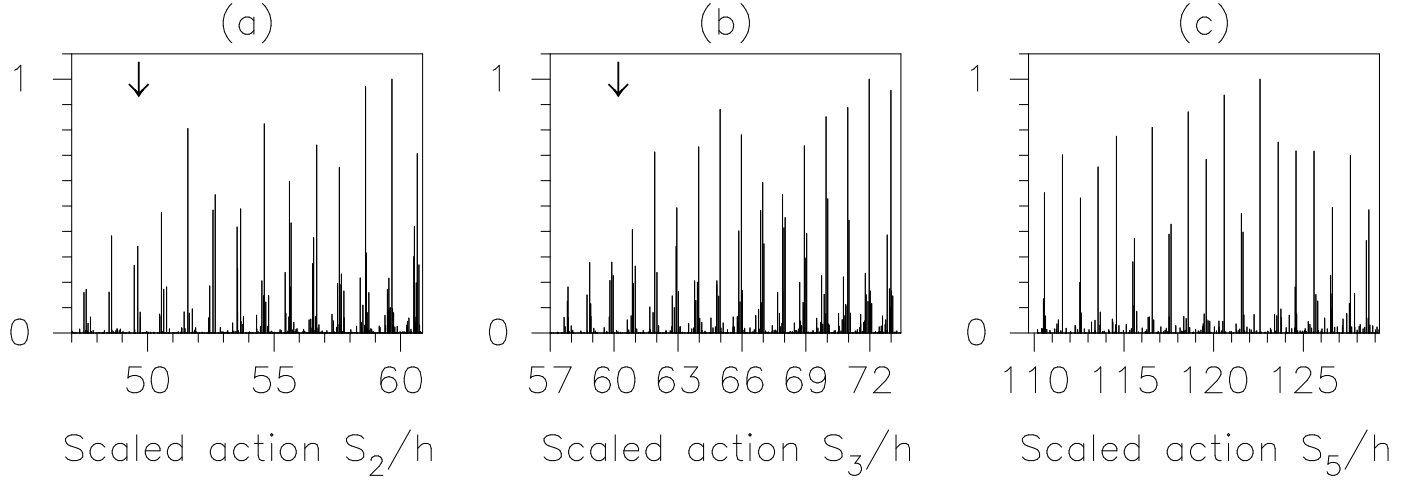 (a) (b) (c)
1 1 1
0 0 0
50 55 60 57 60 63 66 69 72 110 115 120 125
Scaled action S₂/h Scaled action S₃/h Scaled action S₅/h